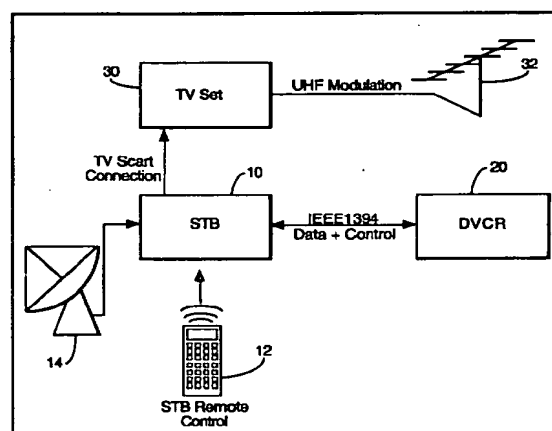 30
TV Set
UHF Modulation
32
TV Scart
Connection
10
STB
IEEE1394
Data + Control
20
DVCR
14
12
STB Remote
Control